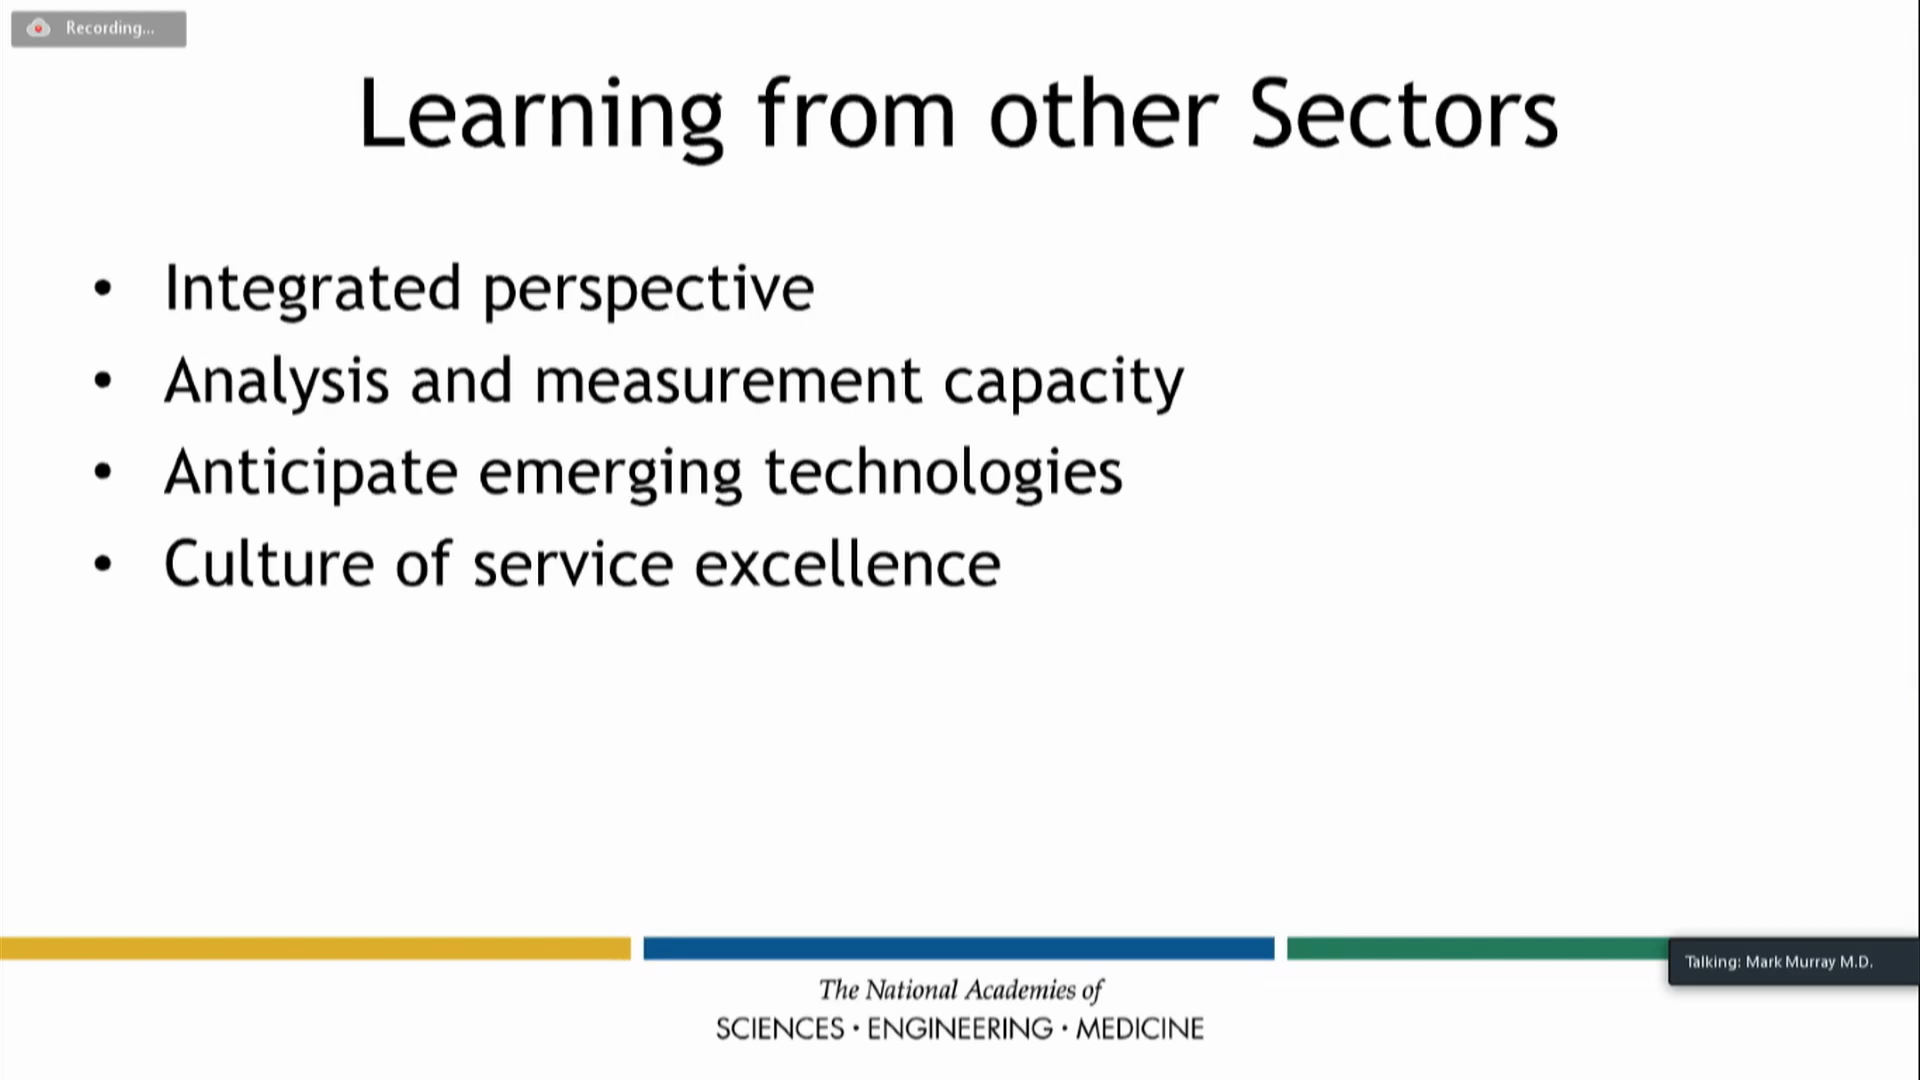 Recording...
Learning from other Sectors
• Integrated perspective
• Analysis and measurement capacity
• Anticipate emerging technologies
• Culture of service excellence
Talking: Mark Murray M.D.
The National Academies of
SCIENCES · ENGINEERING · MEDICINE